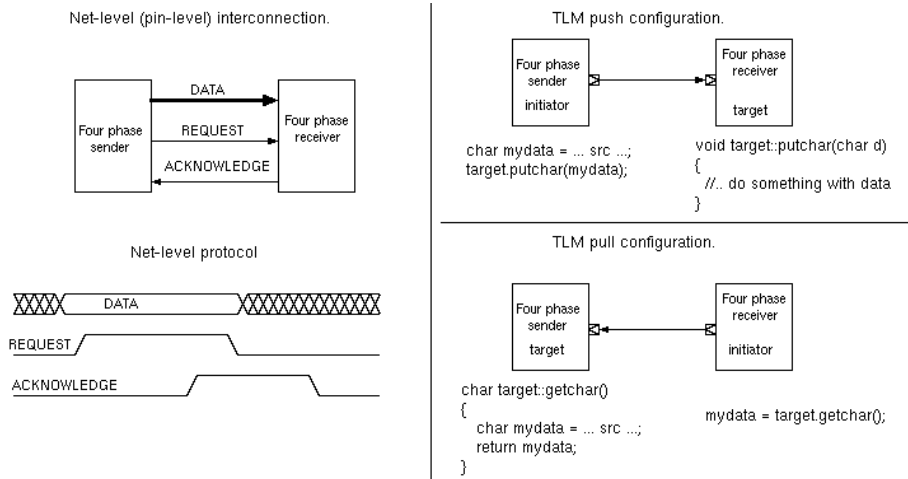 Net-level (pin-level) interconnection.
Four phase
sender
DATA
REQUEST
ACKNOWLEDGE
Four phase
receiver
Net-level protocol
DATA
REQUEST
ACKNOWLEDGE
TLM push configuration.
Four phase
sender
initiator
Four phase
receiver
target
char mydata = ... src ...;
target.putchar(mydata);
void target::putchar(char d)
{
//.. do something with data
}
TLM pull configuration.
Four phase
sender
target
Four phase
receiver
initiator
char target::getchar()
{
char mydata = ... src ...;
return mydata;
}
mydata = target.getchar();